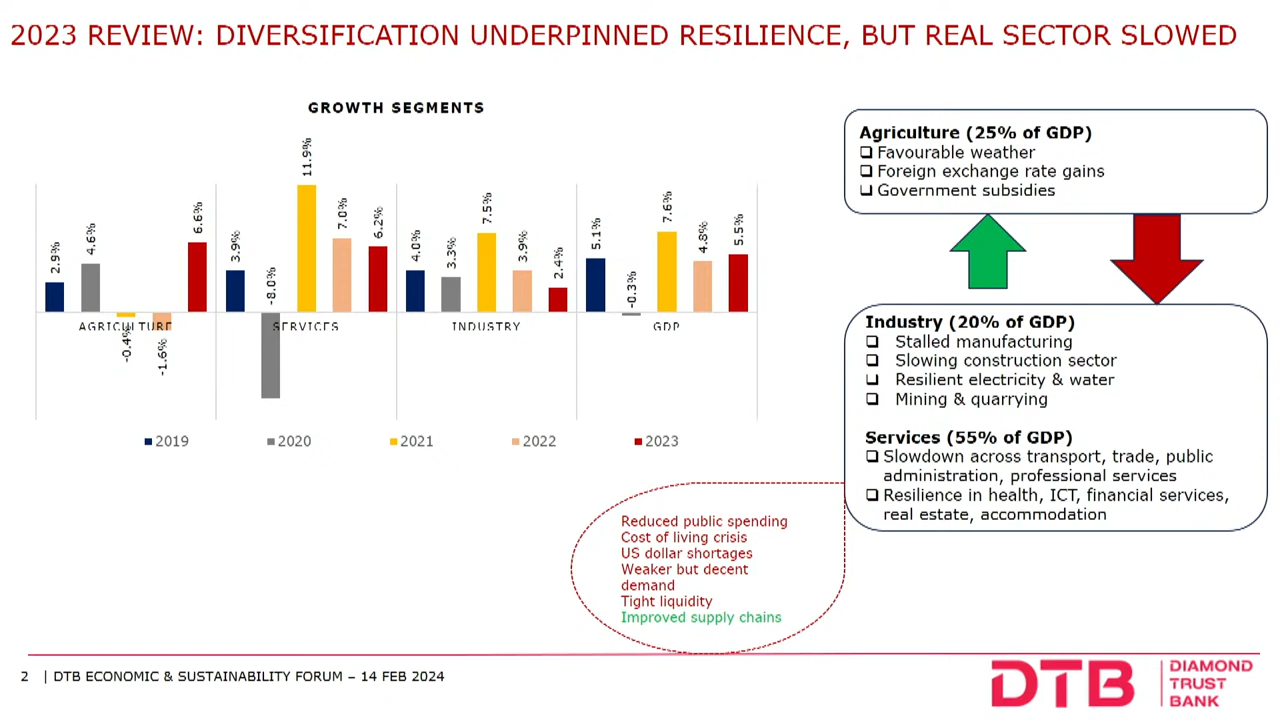 2023 REVIEW: DIVERSIFICATION UNDERPINNED RESILIENCE, BUT REAL SECTOR SLOWED
GROWTH SEGMENTS
2.9%
4.6%
-0.4%
-1.6%
6.6%
3.9%
-8.0%
11.9%
7.0%
6.2%
4.0%
3.3%
7.5%
3.9%
2.4%
5.1%
-0.3%
7.6%
4.8%
5.5%
AGRICULTURE SERVICES INDUSTRY GDP
2019 2020 2021 2022 2023
Agriculture (25% of GDP)
Favourable weather
Foreign exchange rate gains
Government subsidies
Industry (20% of GDP)
Stalled manufacturing
Slowing construction sector
Resilient electricity & water
Mining & quarrying
Services (55% of GDP)
Slowdown across transport, trade, public
administration, professional services
Resilience in health, ICT, financial services,
real estate, accommodation
Reduced public spending
Cost of living crisis
US dollar shortages
Weaker but decent
demand
Tight liquidity
Improved supply chains
2 | DTB ECONOMIC & SUSTAINABILITY FORUM – 14 FEB 2024
DTB
DIAMOND
TRUST
BANK